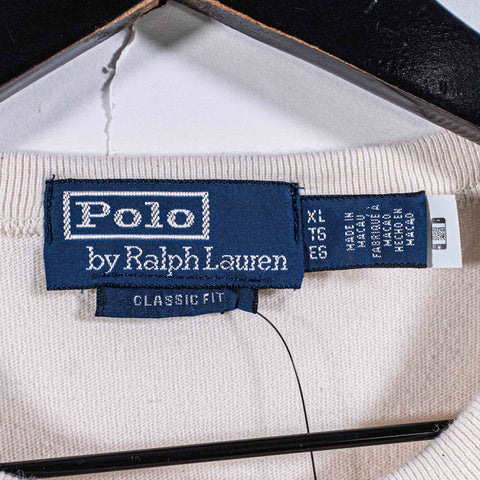 Polo
by Ralph Lauren
CLASSIC FIT
XL
TG
EG
MADE IN
MACAU
FABRIQUÉ À
MACAO
HECHO EN
MACAO